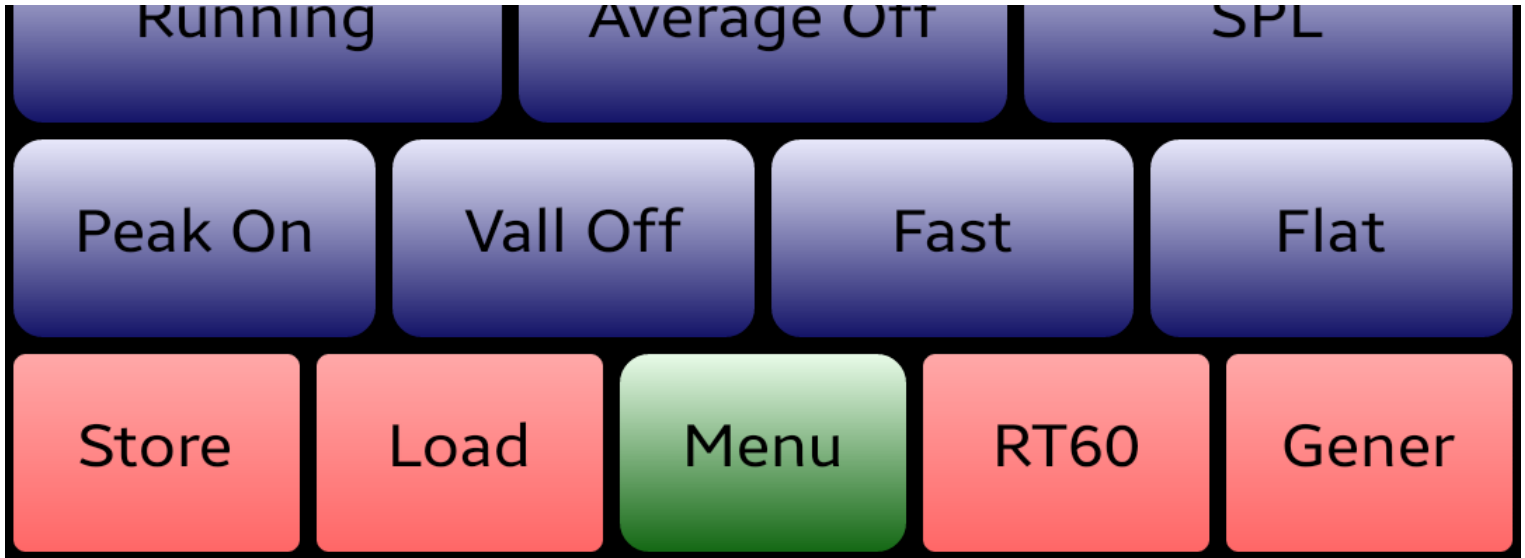 Running Average Off SPL
Peak On Vall Off Fast Flat
Store Load Menu RT60 Gener